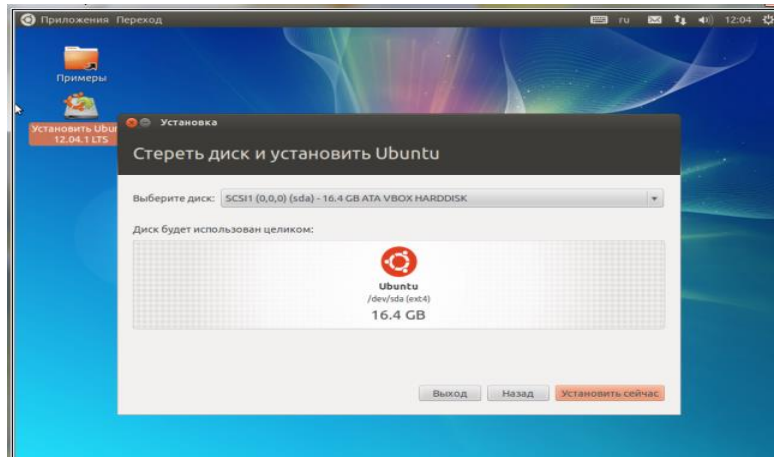 Приложения Переход
ru
12:04
Примеры
Установить Ubun
12.04.1 LTS
Установка
Стереть диск и установить Ubuntu
Выберите диск: SCSI1 (0,0,0) (sda) - 16.4 GB ATA VBOX HARDDISK
Диск будет использован целиком:
Ubuntu
/dev/sda (ext4)
16.4 GB
Выход Назад Установить сейчас